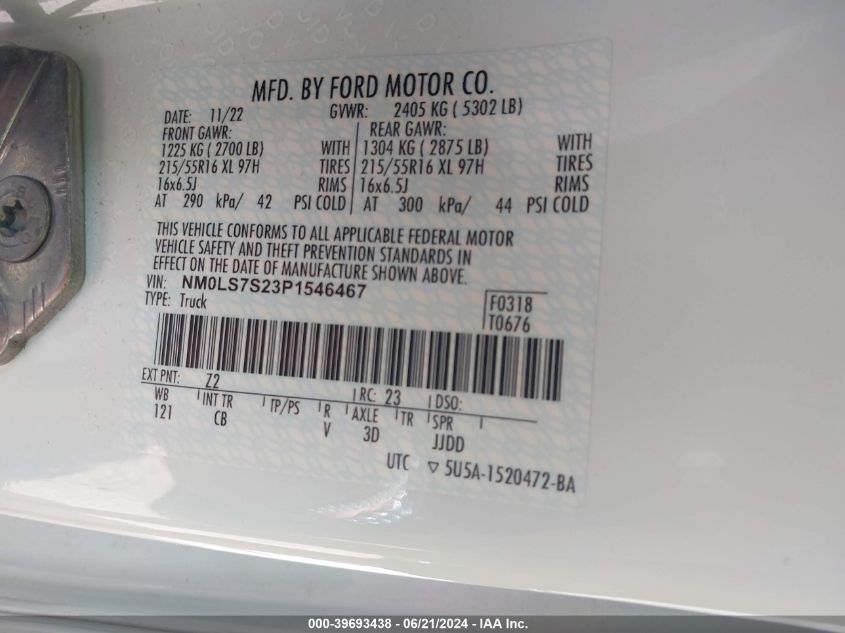 MFD. BY FORD MOTOR CO.
DATE: 11/22 GVWR: 2405 KG ( 5302 LB)
FRONT GAWR: REAR GAWR:
1225 KG ( 2700 LB) WITH 1304 KG ( 2875 LB) WITH
215/55R16 XL 97H TIRES 215/55R16 XL 97H TIRES
16x6.5J RIMS 16x6.5J RIMS
AT 290 kPa/ 42 PSI COLD AT 300 kPa/ 44 PSI COLD
THIS VEHICLE CONFORMS TO ALL APPLICABLE FEDERAL MOTOR
VEHICLE SAFETY AND THEFT PREVENTION STANDARDS IN
EFFECT ON THE DATE OF MANUFACTURE SHOWN ABOVE.
VIN: NM0LS7S23P1546467
TYPE: Truck
F0318
T0676
EXT PNT: Z2 RC: 23 DSO:
WB INT TR TP/PS R AXLE TR SPR
121 CB V 3D JJDD
UTC ▽ 5U5A-1520472-BA
000-39693438 - 06/21/2024 - IAA Inc.